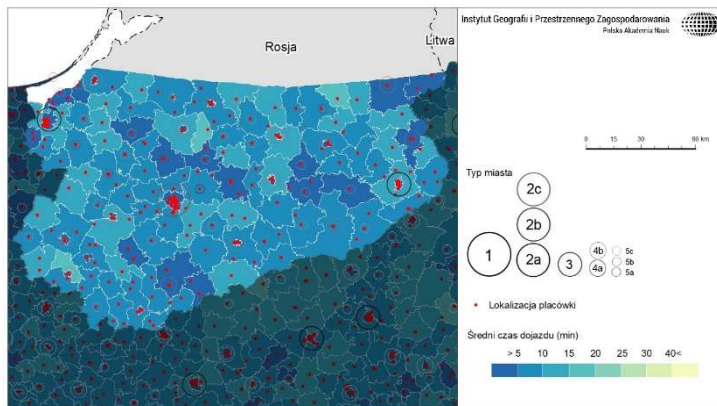 Rosja
Litwa
Instytut Geografii i Przestrzennego Zagospodarowania
Polska Akademia Nauk
0 15 30 60 km
Typ miasta
2c
2b
1
2a
3
4b
4a
5c
5b
5a
Lokalizacja placówki
Średni czas dojazdu (min)
> 5 10 15 20 25 30 40<